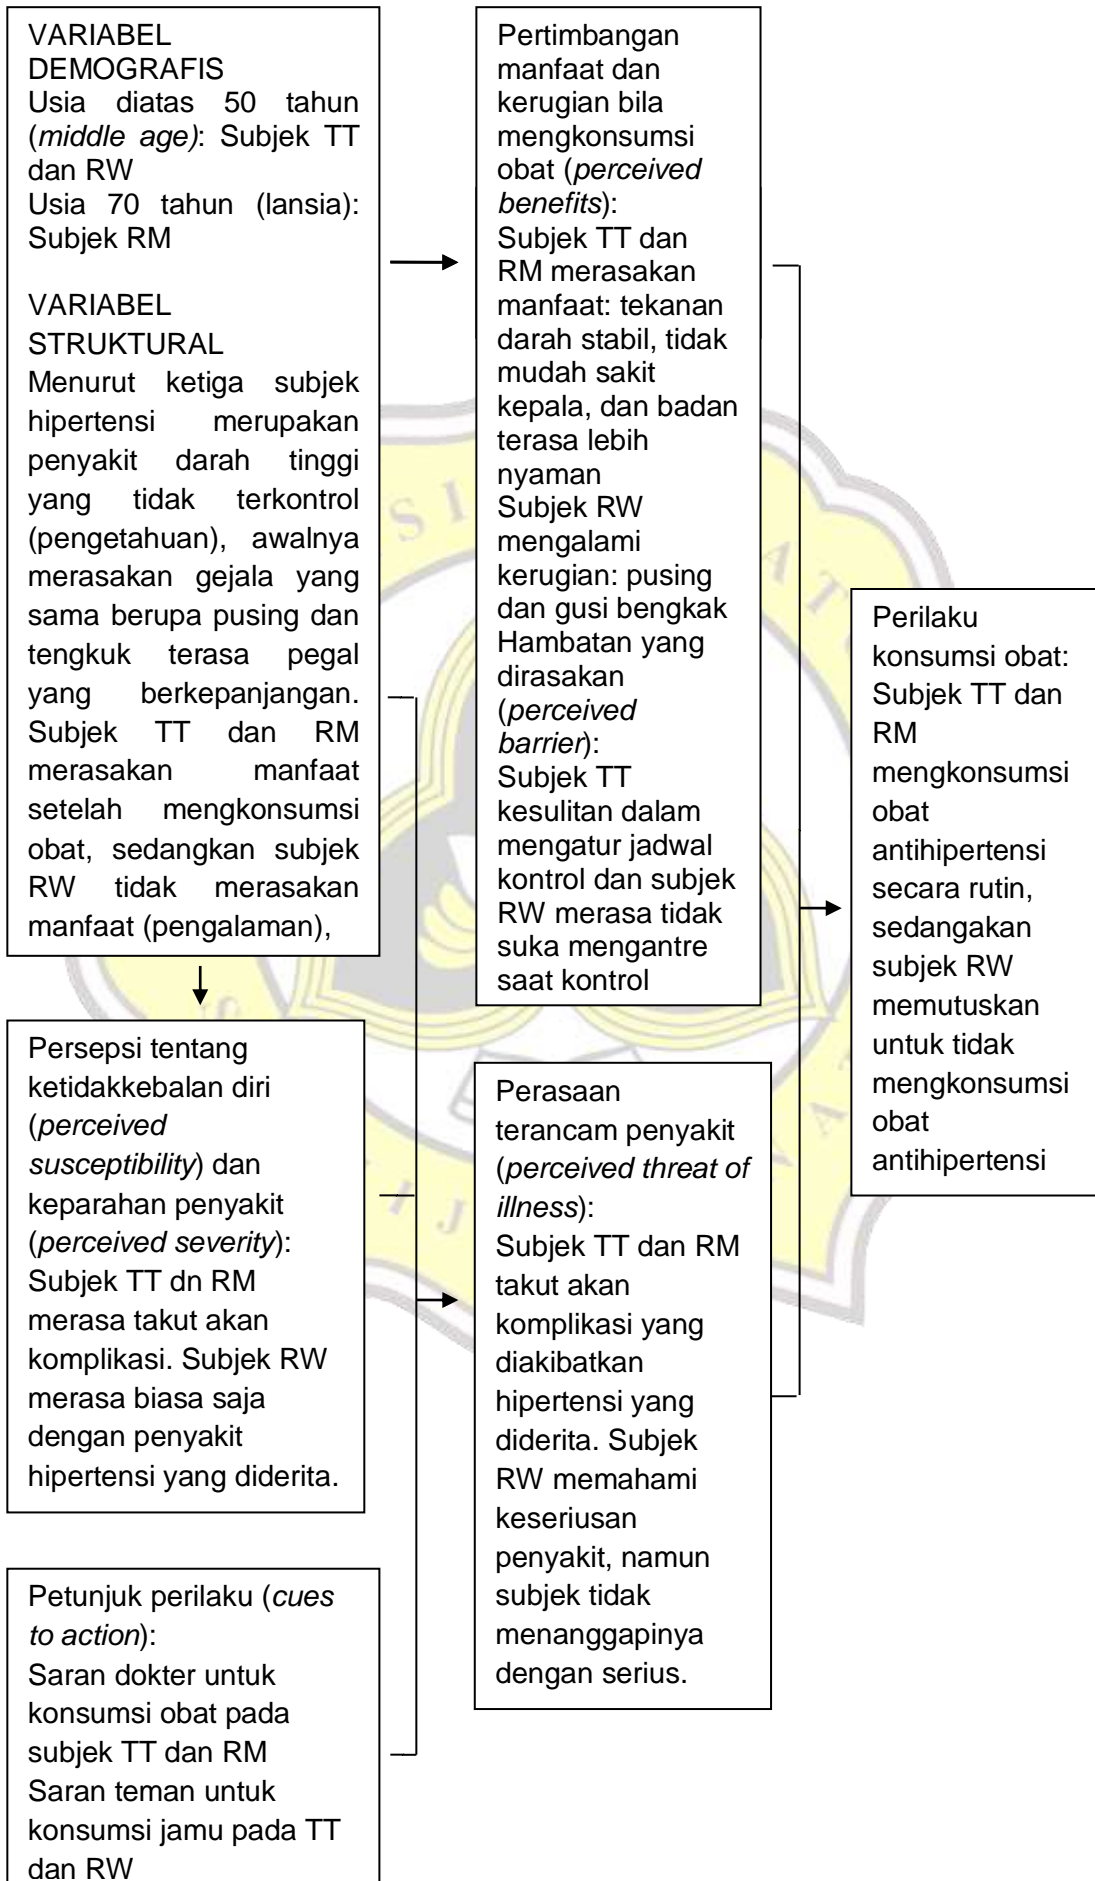 VARIABEL
DEMOGRAFIS
Usia diatas 50 tahun
(middle age): Subjek TT
dan RW
Usia 70 tahun (lansia):
Subjek RM
VARIABEL
STRUKTURAL
Menurut ketiga subjek
hipertensi merupakan
penyakit darah tinggi
yang tidak terkontrol
(pengetahuan), awalnya
merasakan gejala yang
sama berupa pusing dan
tengkuk terasa pegal
yang berkepanjangan.
Subjek TT dan RM
merasakan manfaat
setelah mengkonsumsi
obat, sedangkan subjek
RW tidak merasakan
manfaat (pengalaman),
Persepsi tentang
ketidakkebalan diri
(perceived
susceptibility) dan
keparahan penyakit
(perceived severity):
Subjek TT dn RM
merasa takut akan
komplikasi. Subjek RW
merasa biasa saja
dengan penyakit
hipertensi yang diderita.
Petunjuk perilaku (cues
to action):
Saran dokter untuk
konsumsi obat pada
subjek TT dan RM
Saran teman untuk
konsumsi jamu pada TT
dan RW
Pertimbangan
manfaat dan
kerugian bila
mengkonsumsi
obat (perceived
benefits):
Subjek TT dan
RM merasakan
manfaat: tekanan
darah stabil, tidak
mudah sakit
kepala, dan badan
terasa lebih
nyaman
Subjek RW
mengalami
kerugian: pusing
dan gusi bengkak
Hambatan yang
dirasakan
(perceived
barrier):
Subjek TT
kesulitan dalam
mengatur jadwal
kontrol dan subjek
RW merasa tidak
suka mengantre
saat kontrol
Perasaan
terancam penyakit
(perceived threat of
illness):
Subjek TT dan RM
takut akan
komplikasi yang
diakibatkan
hipertensi yang
diderita. Subjek
RW memahami
keseriusan
penyakit, namun
subjek tidak
menanggapinya
dengan serius.
Perilaku
konsumsi obat:
Subjek TT dan
RM
mengkonsumsi
obat
antihipertensi
secara rutin,
sedangakan
subjek RW
memutuskan
untuk tidak
mengkonsumsi
obat
antihipertensi